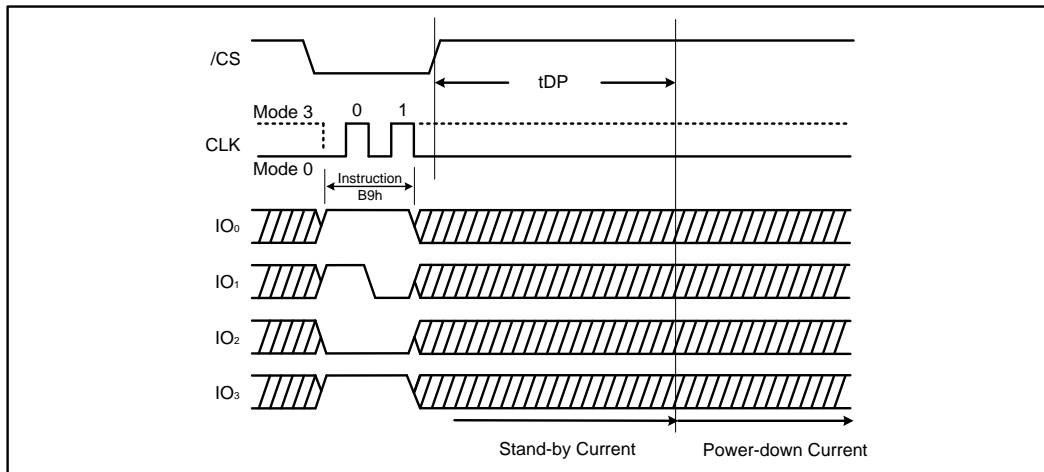 /CS
tDP
Mode 3
0
1
CLK
Mode 0
Instruction
B9h
IO₀
IO₁
IO₂
IO₃
Stand-by Current
Power-down Current